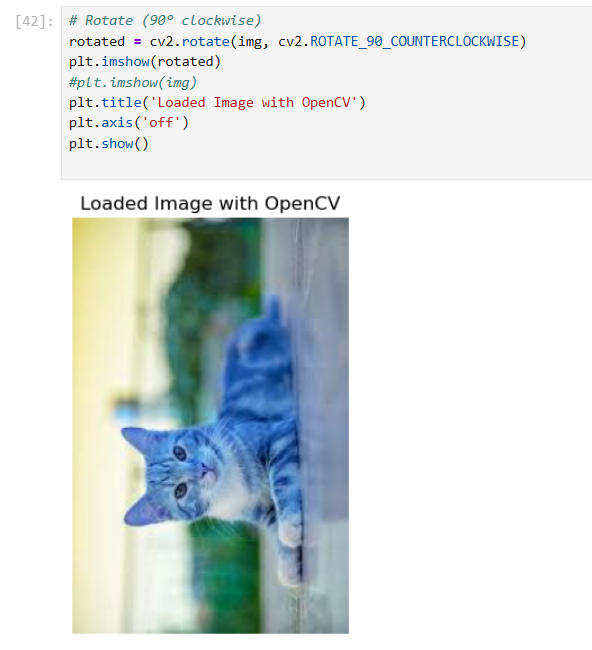 [42]: # Rotate (90° clockwise)
rotated = cv2.rotate(img, cv2.ROTATE_90_COUNTERCLOCKWISE)
plt.imshow(rotated)
#plt.imshow(img)
plt.title('Loaded Image with OpenCV')
plt.axis('off')
plt.show()
Loaded Image with OpenCV